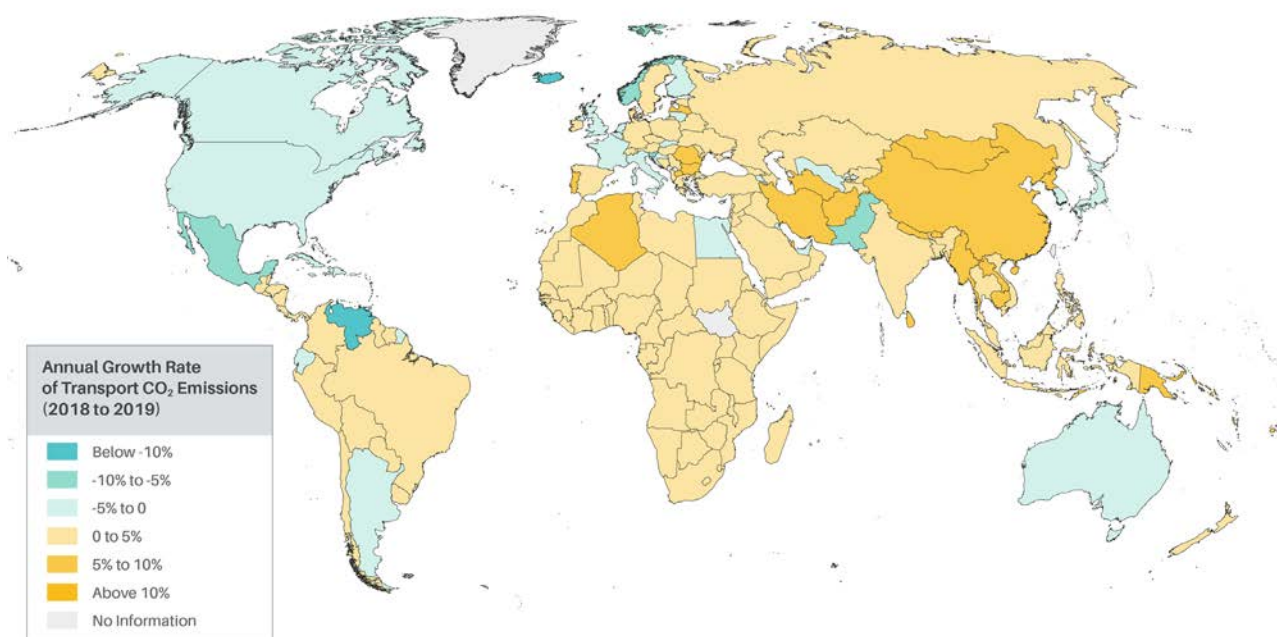 Annual Growth Rate
of Transport CO₂ Emissions
(2018 to 2019)
Below -10%
-10% to -5%
-5% to 0
0 to 5%
5% to 10%
Above 10%
No Information